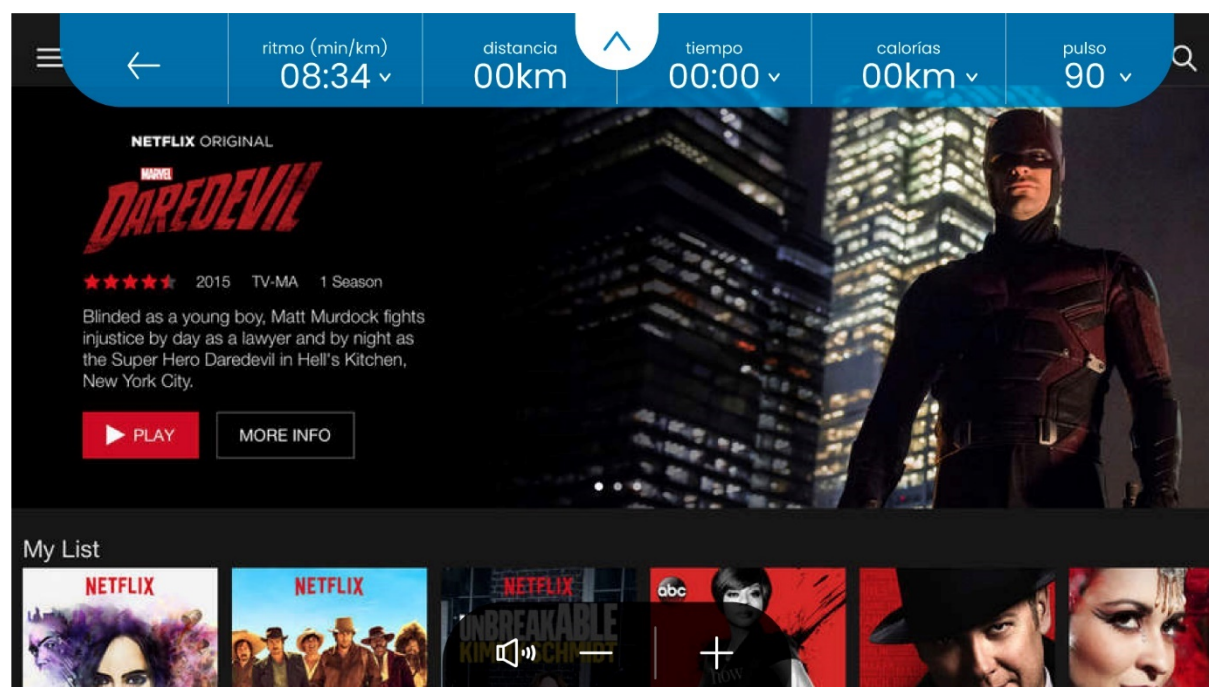 ritmo (min/km)
08:34
distancia
00km
tiempo
00:00
calorías
00km
pulso
90
NETFLIX ORIGINAL
MARVEL
DAREDEVIL
2015 TV-MA 1 Season
Blinded as a young boy, Matt Murdock fights
injustice by day as a lawyer and by night as
the Super Hero Daredevil in Hell's Kitchen,
New York City.
PLAY
MORE INFO
My List
NETFLIX
NETFLIX
NETFLIX
UNBREAKABLE
KIMMY SCHMIDT
abc